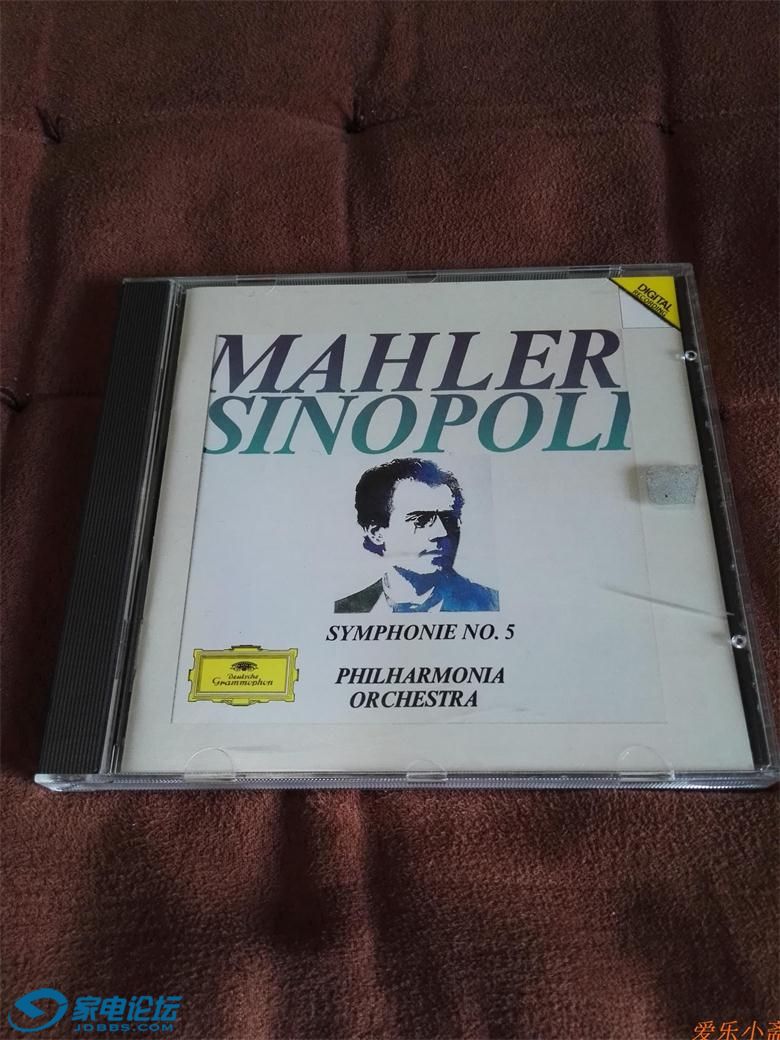 DIGITAL
RECORDING
MAHLER
SINOPOLI
SYMPHONIE NO. 5
Deutsche
Grammophon
PHILHARMONIA
ORCHESTRA
家电论坛
JDBBS.COM
爱乐小斋